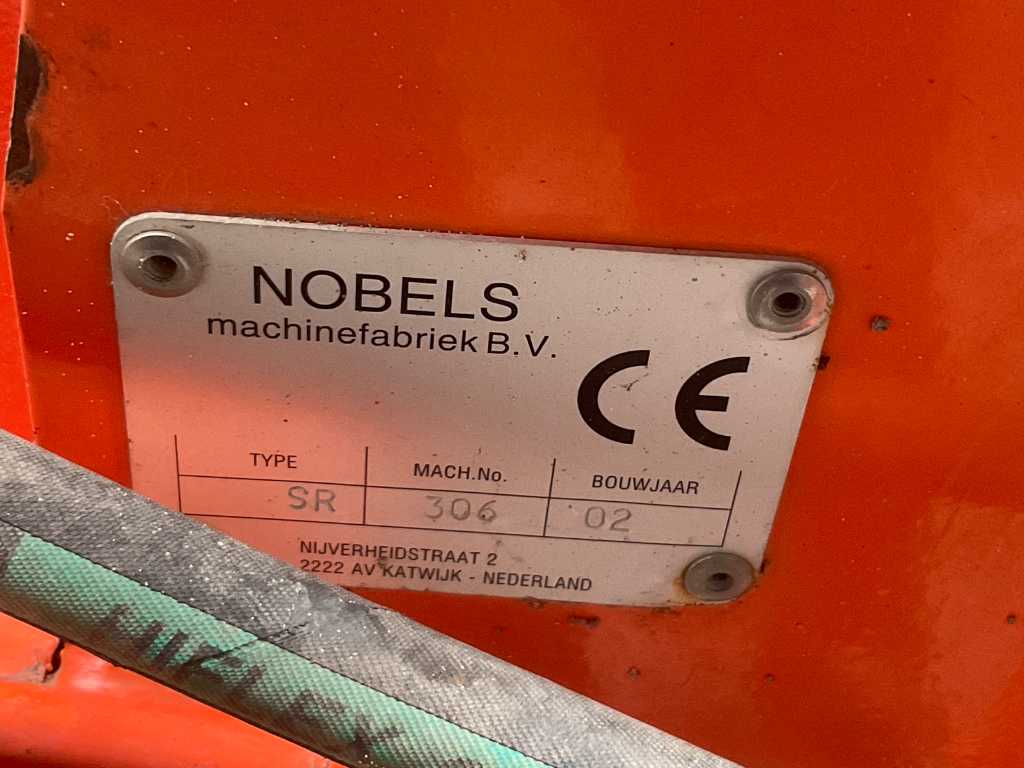 NOBELS
machinefabriek B.V.
CE
TYPE MACH.No. BOUWJAAR
SR 306 02
NIJVERHEIDSTRAAT 2
2222 AV KATWIJK - NEDERLAND